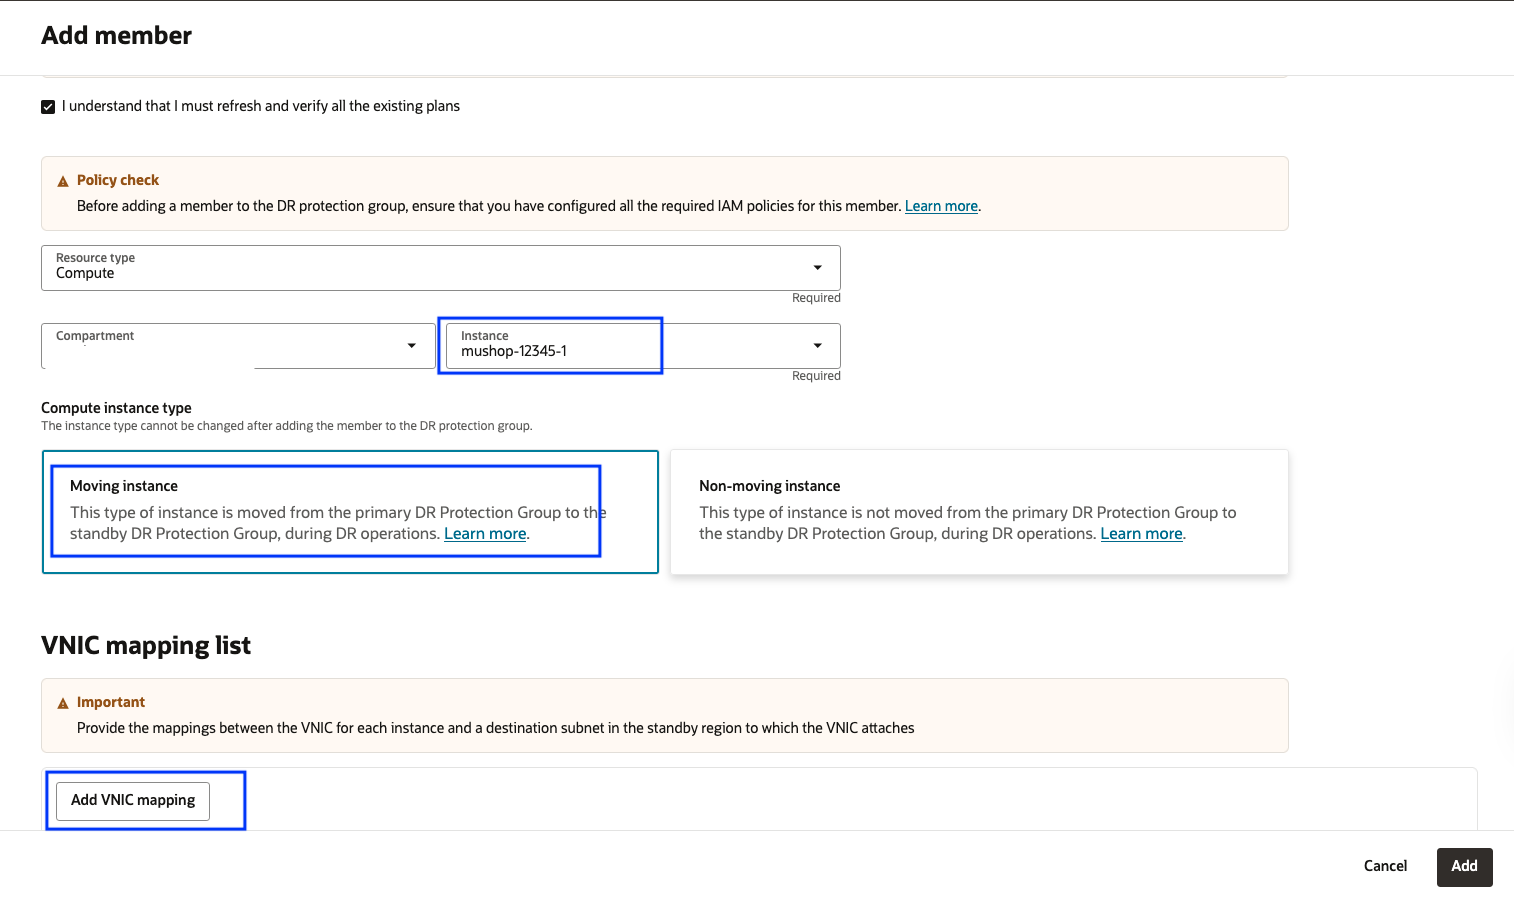 Add member
I understand that I must refresh and verify all the existing plans
Policy check
Before adding a member to the DR protection group, ensure that you have configured all the required IAM policies for this member. Learn more.
Resource type
Compute
Required
Compartment
Instance
mushop-12345-1
Required
Compute instance type
The instance type cannot be changed after adding the member to the DR protection group.
Moving instance
This type of instance is moved from the primary DR Protection Group to the
standby DR Protection Group, during DR operations. Learn more.
Non-moving instance
This type of instance is not moved from the primary DR Protection Group to
the standby DR Protection Group, during DR operations. Learn more.
VNIC mapping list
Important
Provide the mappings between the VNIC for each instance and a destination subnet in the standby region to which the VNIC attaches
Add VNIC mapping
Cancel
Add